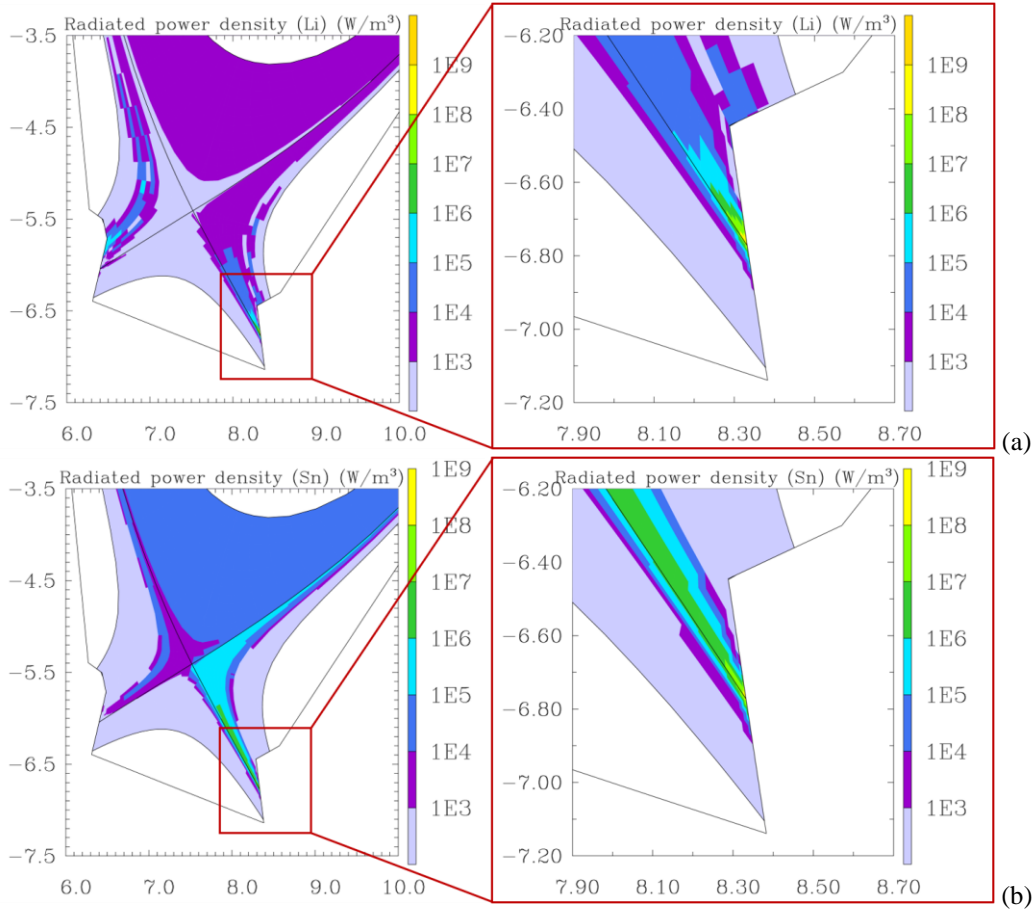 Radiated power density (Li) (W/m³)
-3.5
-4.5
-5.5
-6.5
-7.5
6.0 7.0 8.0 9.0 10.0
1E9
1E8
1E7
1E6
1E5
1E4
1E3
Radiated power density (Li) (W/m³)
-6.20
-6.40
-6.60
-6.80
-7.00
-7.20
7.90 8.10 8.30 8.50 8.70
1E9
1E8
1E7
1E6
1E5
1E4
1E3
(a)
Radiated power density (Sn) (W/m³)
-3.5
-4.5
-5.5
-6.5
-7.5
6.0 7.0 8.0 9.0 10.0
1E9
1E8
1E7
1E6
1E5
1E4
1E3
Radiated power density (Sn) (W/m³)
-6.20
-6.40
-6.60
-6.80
-7.00
-7.20
7.90 8.10 8.30 8.50 8.70
1E9
1E8
1E7
1E6
1E5
1E4
1E3
(b)